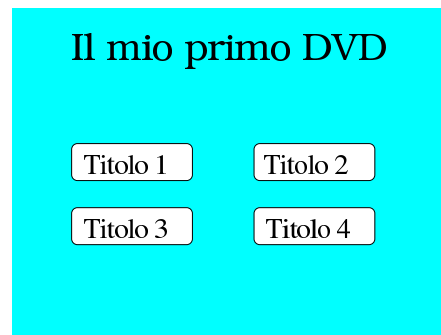 Il mio primo DVD
Titolo 1
Titolo 2
Titolo 3
Titolo 4